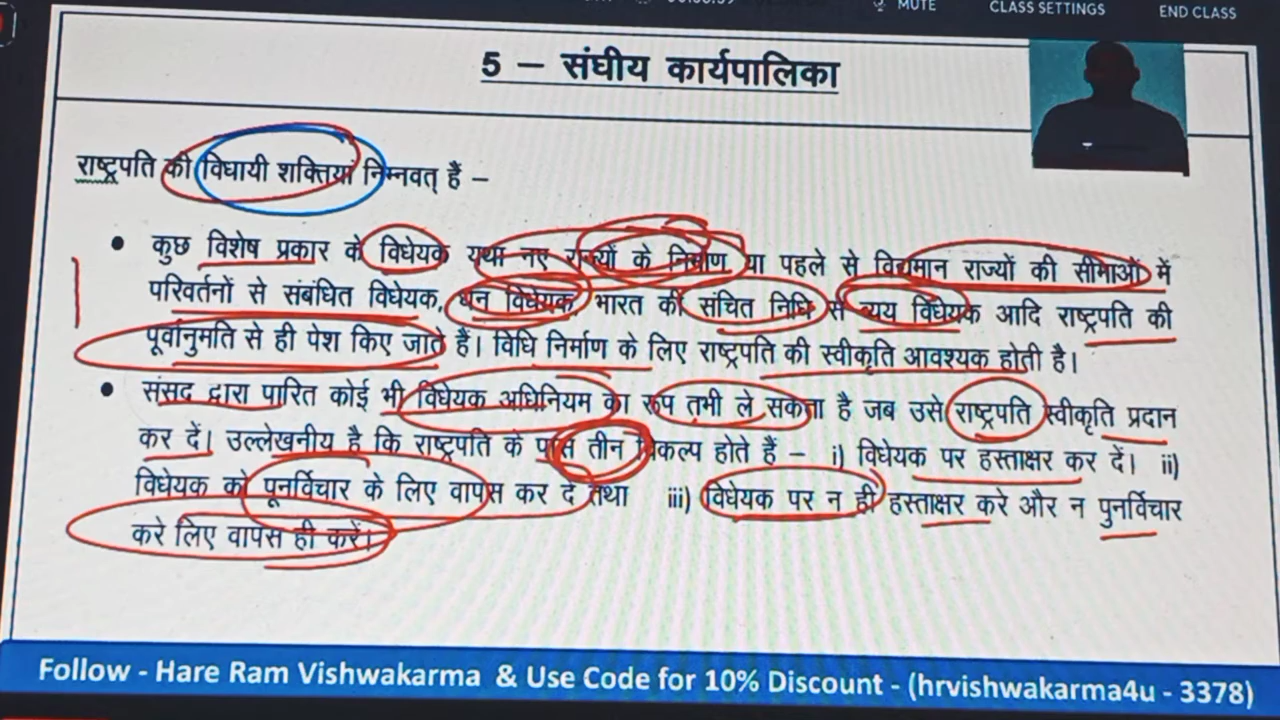 MUTE CLASS SETTINGS END CLASS
5 – संघीय कार्यपालिका
राष्ट्रपति की विधायी शक्तियां निम्नवत् हैं –
• कुछ विशेष प्रकार के विधेयक यथा नए राज्यों के निर्माण या पहले से विद्यमान राज्यों की सीमाओं में
परिवर्तनों से संबंधित विधेयक, धन विधेयक, भारत की संचित निधि से व्यय विधेयक आदि राष्ट्रपति की
पूर्वानुमति से ही पेश किए जाते हैं। विधि निर्माण के लिए राष्ट्रपति की स्वीकृति आवश्यक होती है।
• संसद द्वारा पारित कोई भी विधेयक अधिनियम का रूप तभी ले सकता है जब उसे राष्ट्रपति स्वीकृति प्रदान
कर दें। उल्लेखनीय है कि राष्ट्रपति के पास तीन विकल्प होते हैं – i) विधेयक पर हस्ताक्षर कर दें। ii)
विधेयक को पूनर्विचार के लिए वापस कर दें तथा iii) विधेयक पर न ही हस्ताक्षर करे और न पुनर्विचार
करे लिए वापस ही करें।
Follow - Hare Ram Vishwakarma & Use Code for 10% Discount - (hrvishwakarma4u - 3378)